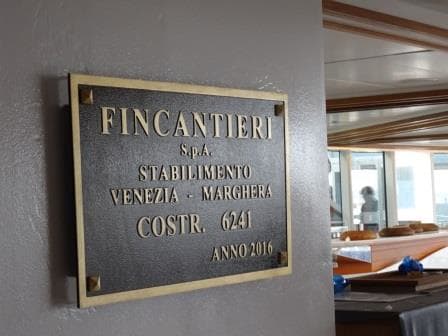 FINCANTIERI
S.p.A.
STABILIMENTO
VENEZIA - MARGHERA
COSTR. 6241
ANNO 2016